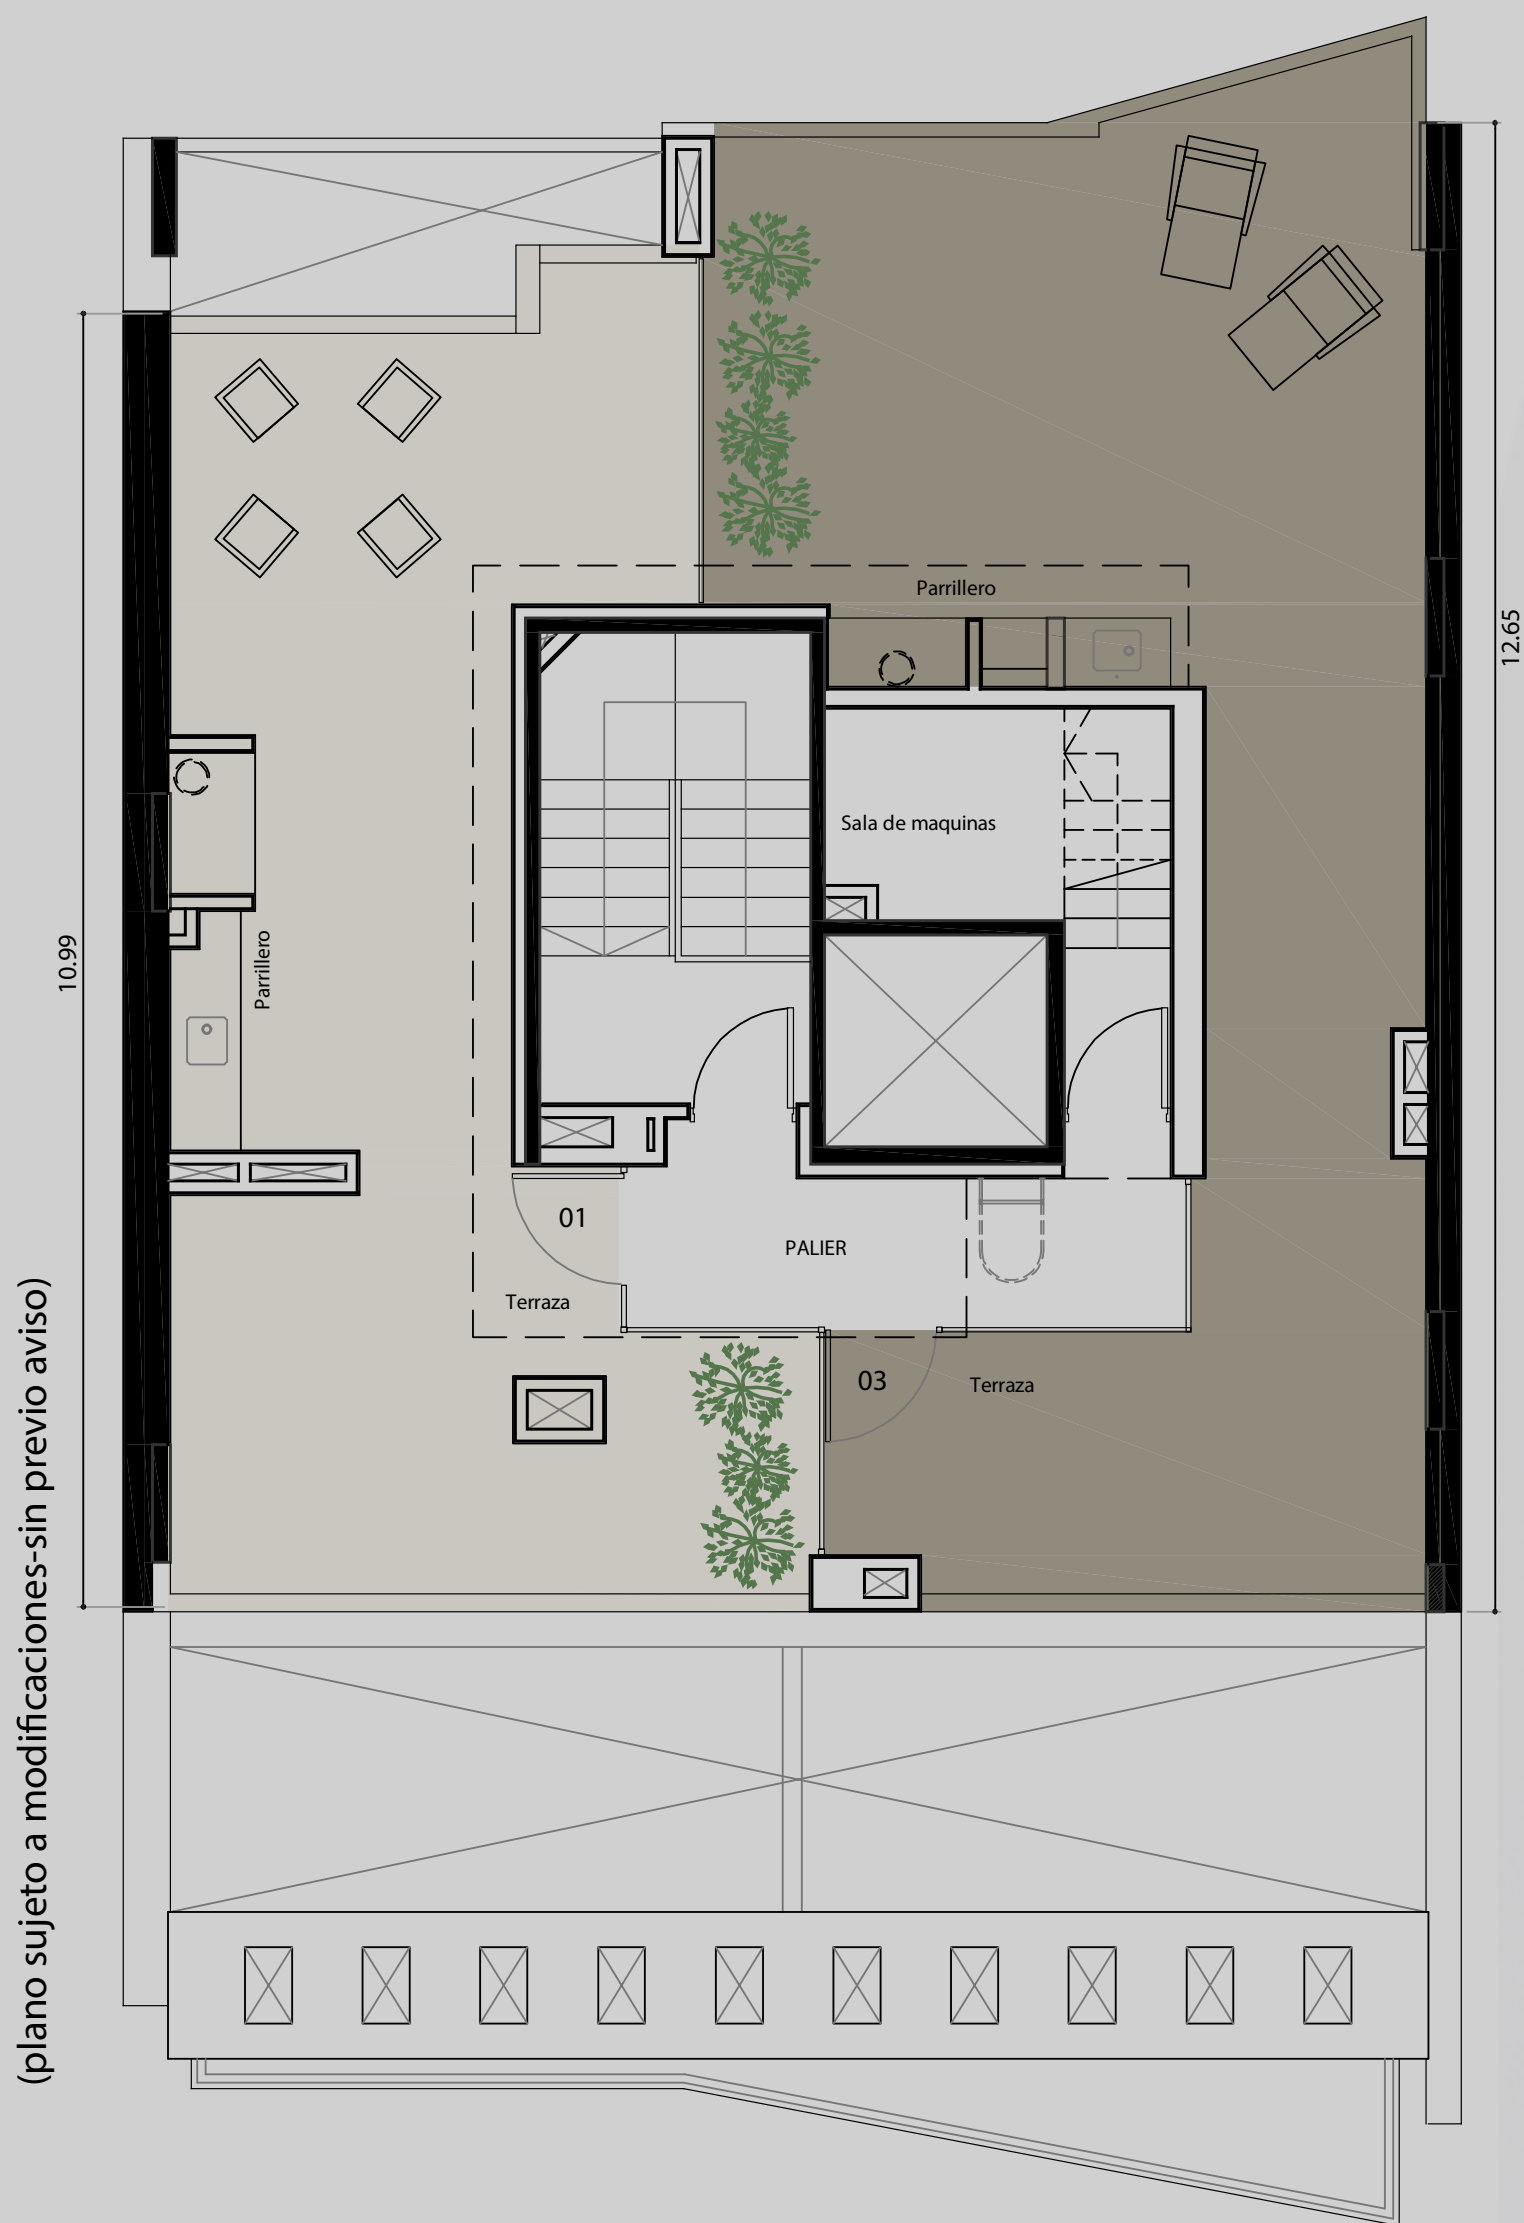 Parrillero
12.65
Sala de maquinas
10.99
Parrillero
01
PALIER
Terraza
03
Terraza
(plano sujeto a modificaciones-sin previo aviso)